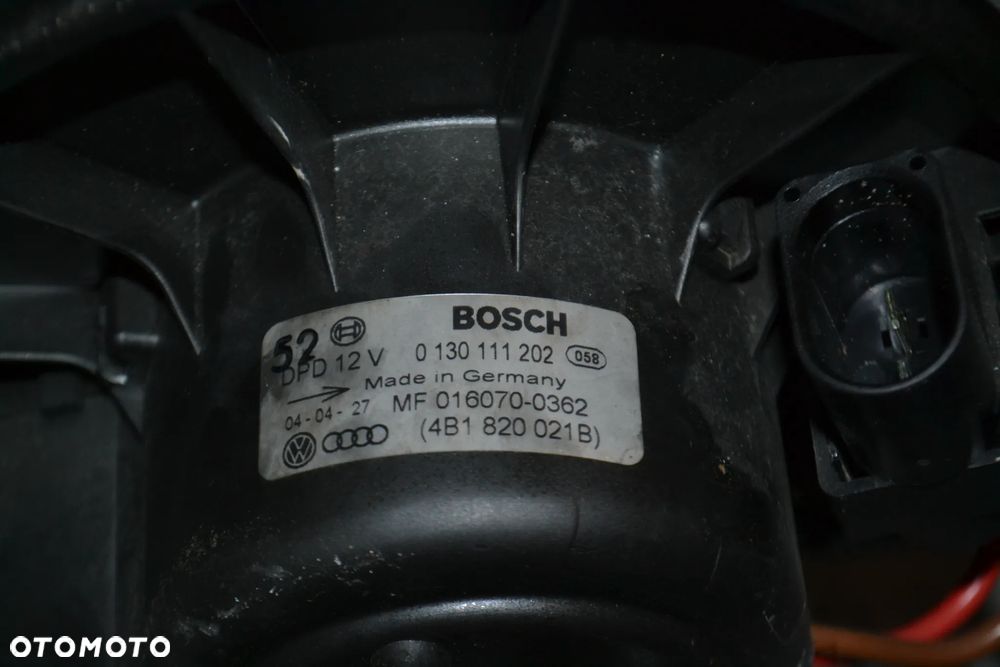 52
BOSCH
DPD 12 V 0 130 111 202 058
Made in Germany
04-04-27 MF 016070-0362
(4B1 820 021B)
OTOMOTO